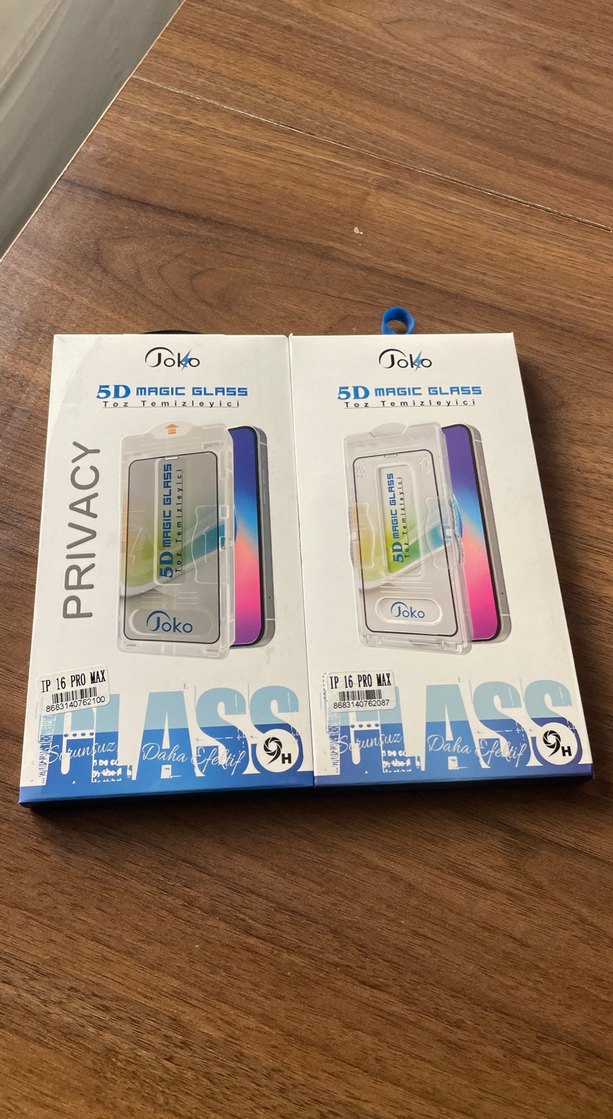 Joko
5D MAGIC GLASS
Toz Temizleyici
PRIVACY
5D MAGIC GLASS
Toz Temizleyici
Joko
IP 16 PRO MAX
8683140762100
GLASS
Sorunsuz
Daha Efektif
9H
Joko
5D MAGIC GLASS
Toz Temizleyici
5D MAGIC GLASS
Toz Temizleyici
Joko
IP 16 PRO MAX
8683140762087
GLASS
Sorunsuz
Daha Efektif
9H